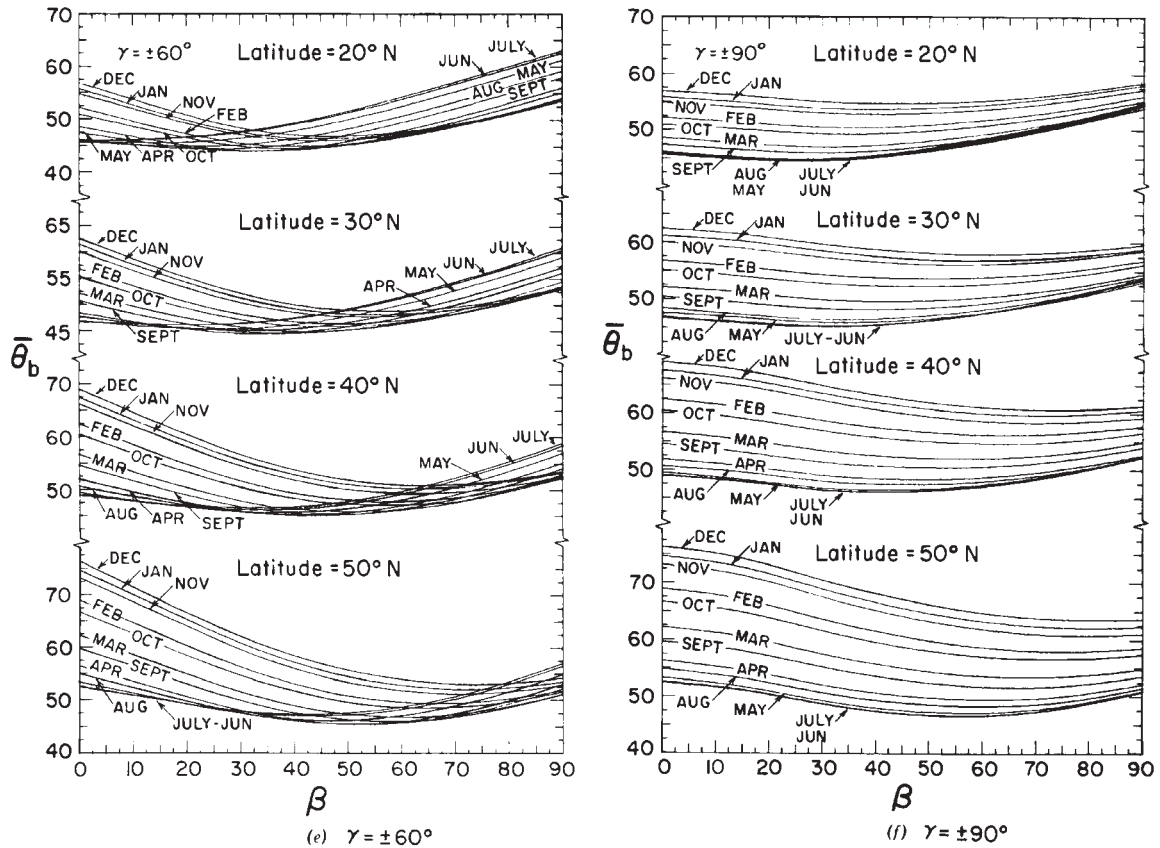 γ = ±60°
Latitude = 20° N
DEC
JAN
NOV
FEB
MAY
APR
OCT
JULY
JUN
MAY
AUG
SEPT
70
60
50
40
Latitude = 30° N
DEC
JAN
NOV
FEB
OCT
MAR
SEPT
JULY
JUN
MAY
APR
65
55
45
θ̄b
Latitude = 40° N
DEC
JAN
NOV
FEB
OCT
MAR
AUG
APR
SEPT
JULY
JUN
MAY
70
60
50
Latitude = 50° N
DEC
JAN
NOV
FEB
OCT
MAR
SEPT
APR
AUG
JULY-JUN
70
60
50
40
0 10 20 30 40 50 60 70 80 90
β
(e) γ = ±60°
γ = ±90°
Latitude = 20° N
DEC
JAN
NOV
FEB
OCT
MAR
SEPT
AUG
MAY
JULY
JUN
70
60
50
Latitude = 30° N
DEC
JAN
NOV
FEB
OCT
MAR
SEPT
AUG
MAY
JULY-JUN
60
50
θ̄b
Latitude = 40° N
DEC
JAN
NOV
FEB
OCT
MAR
SEPT
APR
AUG
MAY
JULY
JUN
60
50
Latitude = 50° N
DEC
JAN
NOV
FEB
OCT
MAR
SEPT
APR
AUG
MAY
JULY
JUN
70
60
50
40
0 10 20 30 40 50 60 70 80 90
β
(f) γ = ±90°